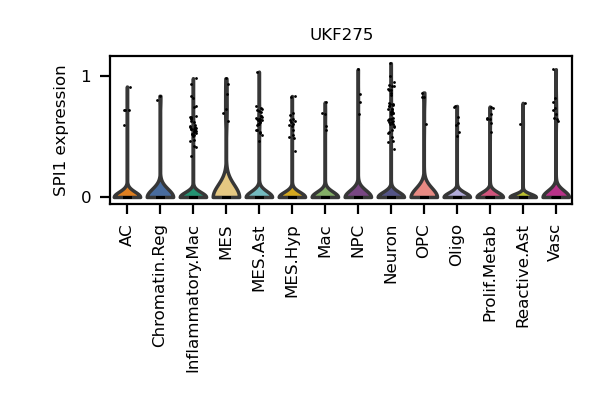 UKF275
SPI1 expression
1
0
AC
Chromatin.Reg
Inflammatory.Mac
MES
MES.Ast
MES.Hyp
Mac
NPC
Neuron
OPC
Oligo
Prolif.Metab
Reactive.Ast
Vasc